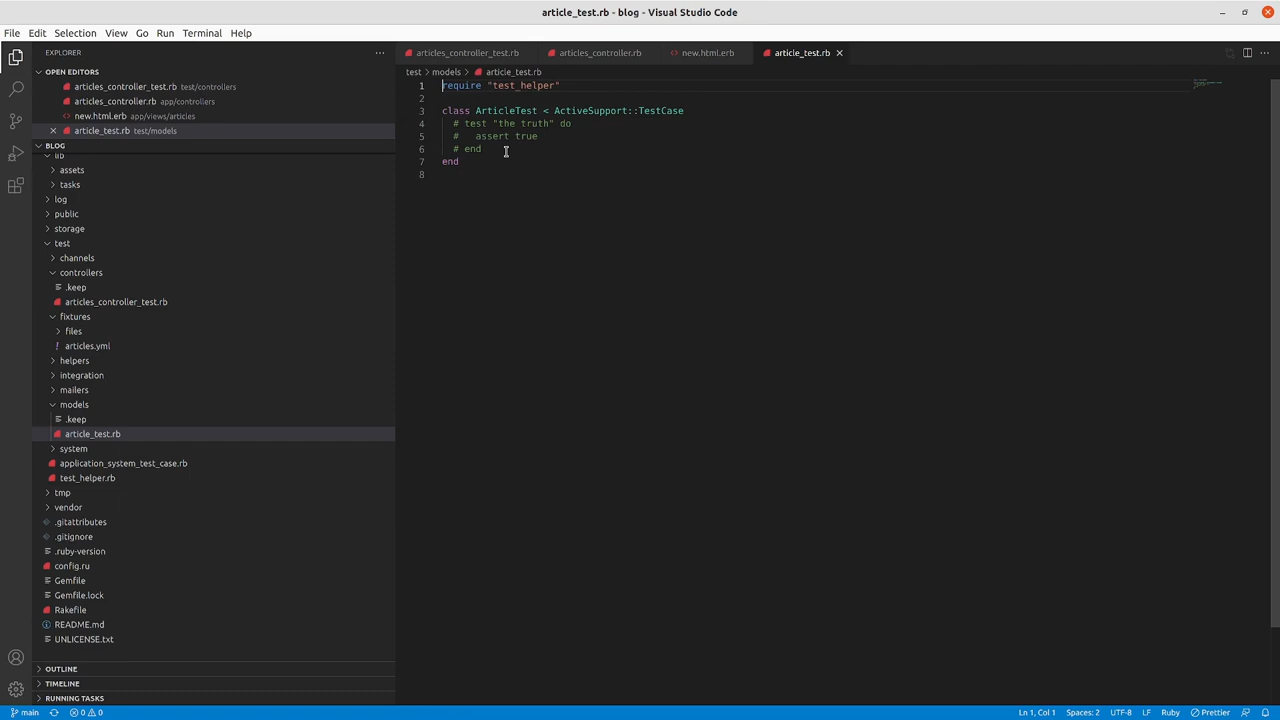 article_test.rb - blog - Visual Studio Code
File Edit Selection View Go Run Terminal Help
EXPLORER
OPEN EDITORS
articles_controller_test.rb test/controllers
articles_controller.rb app/controllers
new.html.erb app/views/articles
article_test.rb test/models
BLOG
lib
assets
tasks
log
public
storage
test
channels
controllers
.keep
articles_controller_test.rb
fixtures
files
! articles.yml
helpers
integration
mailers
models
.keep
article_test.rb
system
application_system_test_case.rb
test_helper.rb
tmp
vendor
.gitattributes
.gitignore
.ruby-version
config.ru
Gemfile
Gemfile.lock
Rakefile
README.md
UNLICENSE.txt
OUTLINE
TIMELINE
RUNNING TASKS
articles_controller_test.rb articles_controller.rb new.html.erb article_test.rb
test > models > article_test.rb
1 require "test_helper"
2
3 class ArticleTest < ActiveSupport::TestCase
4 # test "the truth" do
5 #   assert true
6 # end
7 end
8
main 0 0 Ln 1, Col 1 Spaces: 2 UTF-8 LF Ruby Prettier